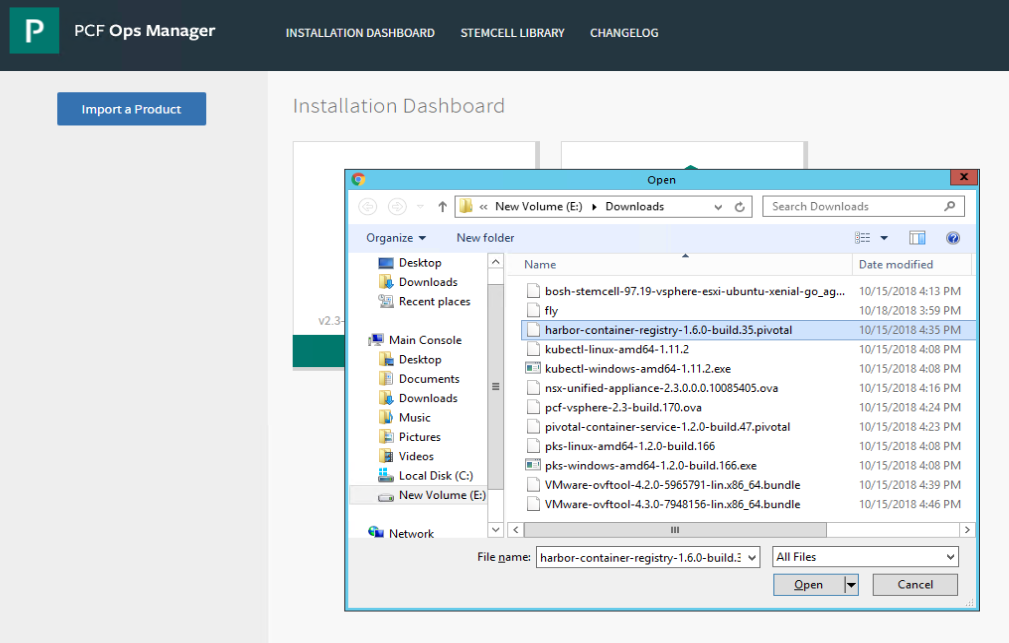 P PCF Ops Manager INSTALLATION DASHBOARD STEMCELL LIBRARY CHANGELOG
Import a Product
Installation Dashboard
v2.3-
Open x
« New Volume (E:) Downloads Search Downloads
Organize New folder
Desktop
Downloads
Recent places
Main Console
Desktop
Documents
Downloads
Music
Pictures
Videos
Local Disk (C:)
New Volume (E:)
Network
Name Date modified
bosh-stemcell-97.19-vsphere-esxi-ubuntu-xenial-go_ag... 10/15/2018 4:13 PM
fly 10/18/2018 3:59 PM
harbor-container-registry-1.6.0-build.35.pivotal 10/15/2018 4:35 PM
kubectl-linux-amd64-1.11.2 10/15/2018 4:08 PM
kubectl-windows-amd64-1.11.2.exe 10/15/2018 4:08 PM
nsx-unified-appliance-2.3.0.0.0.10085405.ova 10/15/2018 4:16 PM
pcf-vsphere-2.3-build.170.ova 10/15/2018 4:24 PM
pivotal-container-service-1.2.0-build.47.pivotal 10/15/2018 4:23 PM
pks-linux-amd64-1.2.0-build.166 10/15/2018 4:08 PM
pks-windows-amd64-1.2.0-build.166.exe 10/15/2018 4:08 PM
VMware-ovftool-4.2.0-5965791-lin.x86_64.bundle 10/15/2018 4:39 PM
VMware-ovftool-4.3.0-7948156-lin.x86_64.bundle 10/15/2018 4:46 PM
File name: harbor-container-registry-1.6.0-build.3 All Files
Open Cancel